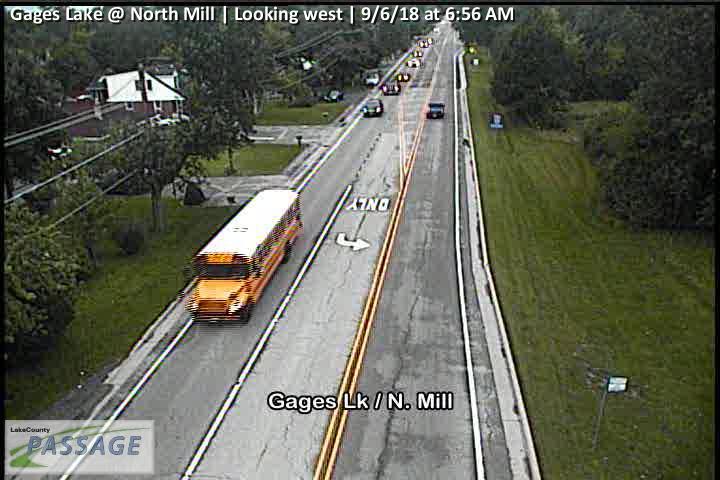 Gages Lake @ North Mill | Looking west | 9/6/18 at 6:56 AM
ONLY
Gages Lk / N. Mill
LakeCounty
PASSAGE